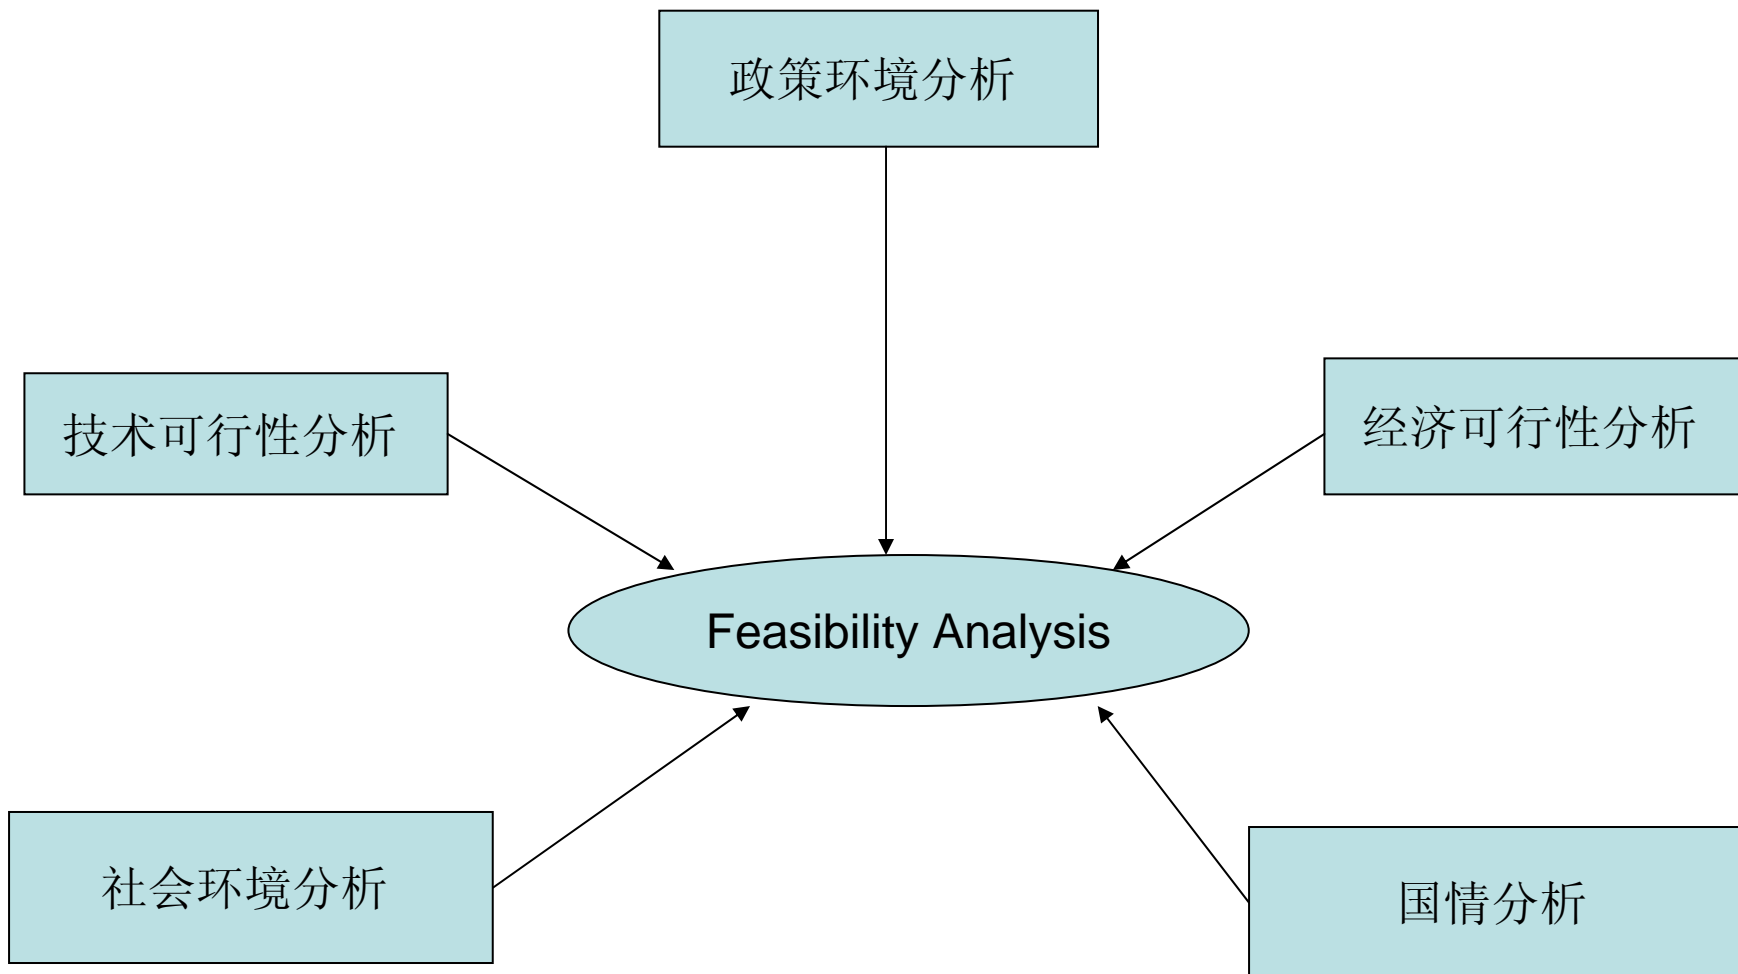 政策环境分析
技术可行性分析
经济可行性分析
Feasibility Analysis
社会环境分析
国情分析